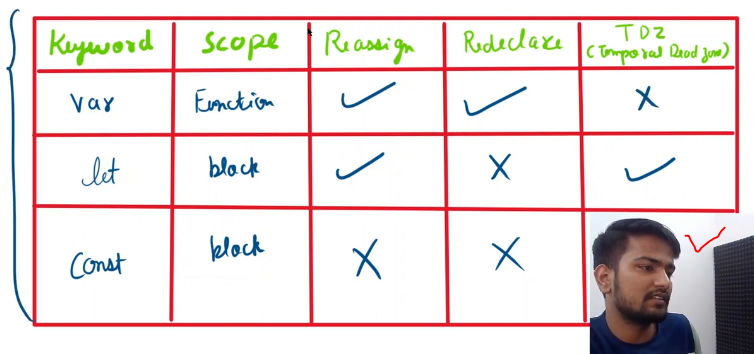 Keyword Scope Reassign Redeclare TDZ
(Temporal Dead zone)
var Function ✓ ✓ X
let block ✓ X ✓
Const block X X ✓